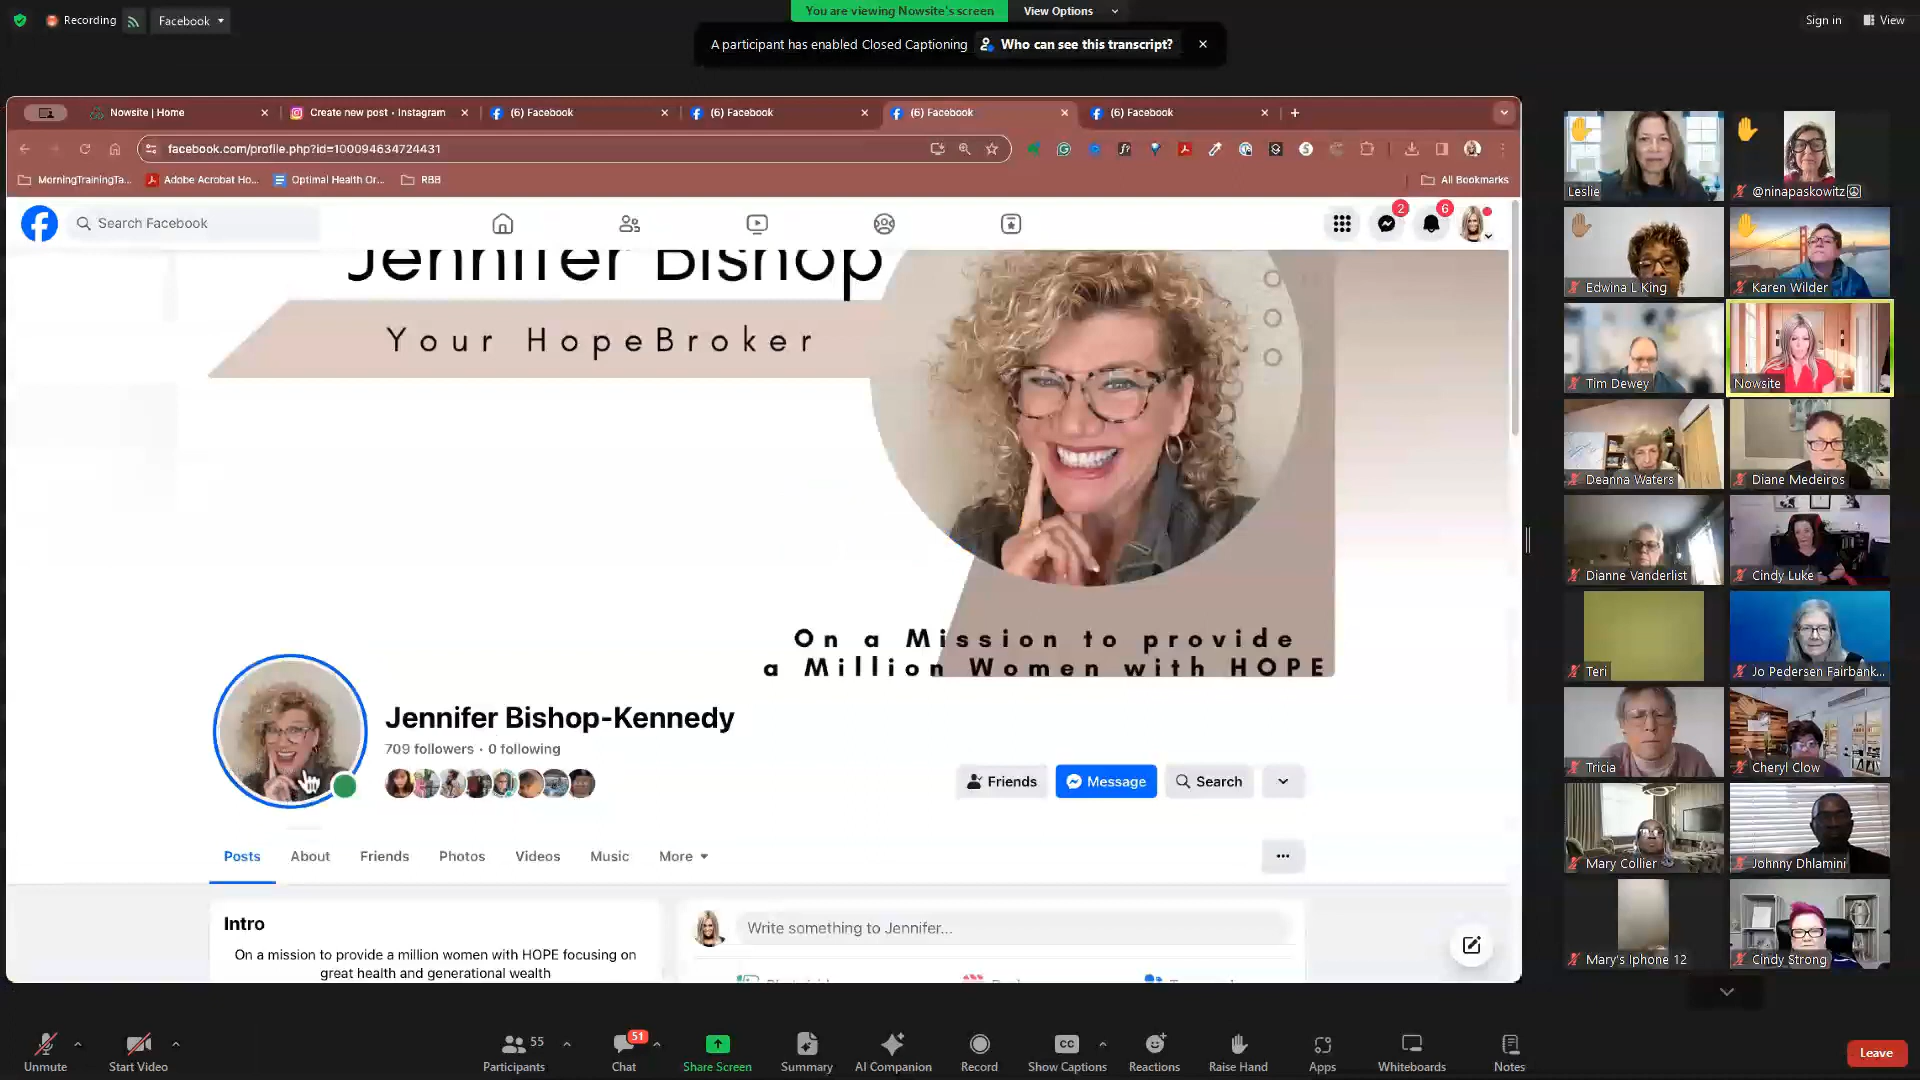 Recording
Facebook
You are viewing Nowsite's screen
View Options
Sign in
View
A participant has enabled Closed Captioning
Who can see this transcript?
Nowsite | Home
Create new post • Instagram
(6) Facebook
(6) Facebook
(6) Facebook
(6) Facebook
facebook.com/profile.php?id=100094634724431
MorningTrainingTa...
Adobe Acrobat Ho...
Optimal Health Or...
RBB
All Bookmarks
Search Facebook
2
6
Jennifer Bishop
Your HopeBroker
On a Mission to provide
a Million Women with HOPE
Jennifer Bishop-Kennedy
709 followers • 0 following
Friends
Message
Search
Posts
About
Friends
Photos
Videos
Music
More
Intro
On a mission to provide a million women with HOPE focusing on
great health and generational wealth
Write something to Jennifer...
Leslie
@ninapaskowitz
Edwina L King
Karen Wilder
Tim Dewey
Nowsite
Deanna Waters
Diane Medeiros
Dianne Vanderlist
Cindy Luke
Teri
Jo Pedersen Fairbank...
Tricia
Cheryl Clow
Mary Collier
Johnny Dhlamini
Mary's Iphone 12
Cindy Strong
Unmute
Start Video
Participants
55
Chat
51
Share Screen
Summary
AI Companion
Record
CC
Show Captions
Reactions
Raise Hand
Apps
Whiteboards
Notes
Leave